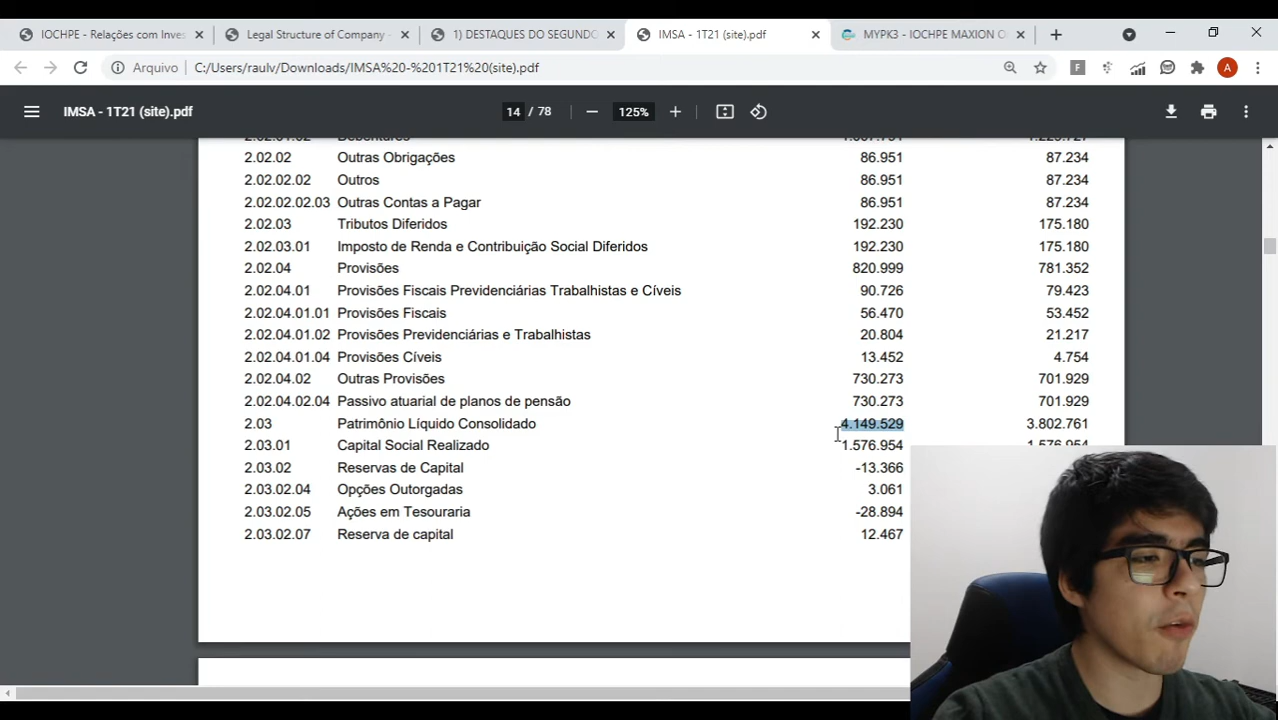 IOCHPE - Relações com Inves
Legal Structure of Company -
1) DESTAQUES DO SEGUNDO
IMSA - 1T21 (site).pdf
MYPK3 - IOCHPE MAXION O
Arquivo C:/Users/raulv/Downloads/IMSA%20-%201T21%20(site).pdf
F A
IMSA - 1T21 (site).pdf 14 / 78 125%
2.02.02 Outras Obrigações 86.951 87.234
2.02.02.02 Outros 86.951 87.234
2.02.02.02.03 Outras Contas a Pagar 86.951 87.234
2.02.03 Tributos Diferidos 192.230 175.180
2.02.03.01 Imposto de Renda e Contribuição Social Diferidos 192.230 175.180
2.02.04 Provisões 820.999 781.352
2.02.04.01 Provisões Fiscais Previdenciárias Trabalhistas e Cíveis 90.726 79.423
2.02.04.01.01 Provisões Fiscais 56.470 53.452
2.02.04.01.02 Provisões Previdenciárias e Trabalhistas 20.804 21.217
2.02.04.01.04 Provisões Cíveis 13.452 4.754
2.02.04.02 Outras Provisões 730.273 701.929
2.02.04.02.04 Passivo atuarial de planos de pensão 730.273 701.929
2.03 Patrimônio Líquido Consolidado 4.149.529 3.802.761
2.03.01 Capital Social Realizado 1.576.954 1.576.954
2.03.02 Reservas de Capital -13.366
2.03.02.04 Opções Outorgadas 3.061
2.03.02.05 Ações em Tesouraria -28.894
2.03.02.07 Reserva de capital 12.467